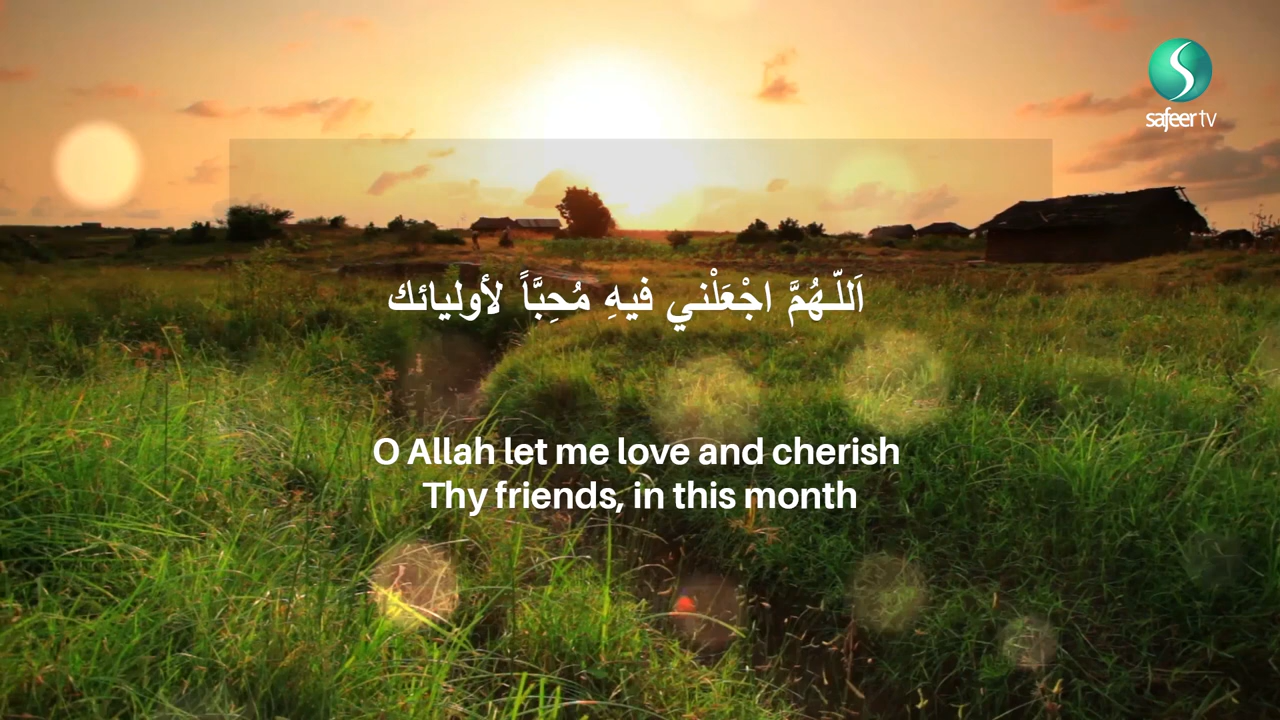 safeer tv
اَللّـهُمَّ اجْعَلْني فيهِ مُحِبَّاً لأوليائك
O Allah let me love and cherish
Thy friends, in this month